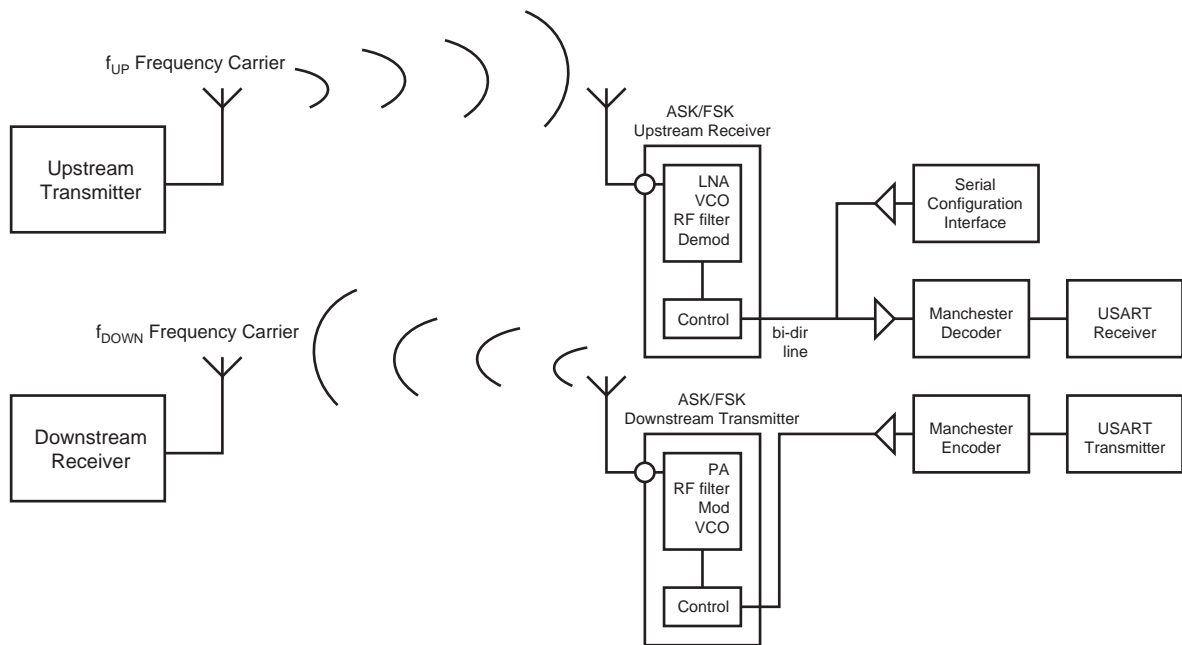 f_UP Frequency Carrier
Upstream
Transmitter
ASK/FSK
Upstream Receiver
LNA
VCO
RF filter
Demod
Control
bi-dir
line
Serial
Configuration
Interface
Manchester
Decoder
USART
Receiver
f_DOWN Frequency Carrier
Downstream
Receiver
ASK/FSK
Downstream Transmitter
PA
RF filter
Mod
VCO
Control
Manchester
Encoder
USART
Transmitter